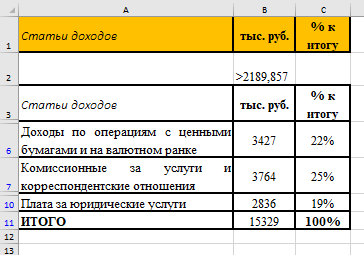 A B C
1 Статьи доходов тыс. руб. % к
итогу
2 >2189,857
3 Статьи доходов тыс. руб. % к
итогу
Доходы по операциям с ценными
6 бумагами и на валютном ранке 3427 22%
Комиссионные за услуги и
7 корреспондентские отношения 3764 25%
10 Плата за юридические услуги 2836 19%
11 ИТОГО 15329 100%
12
13